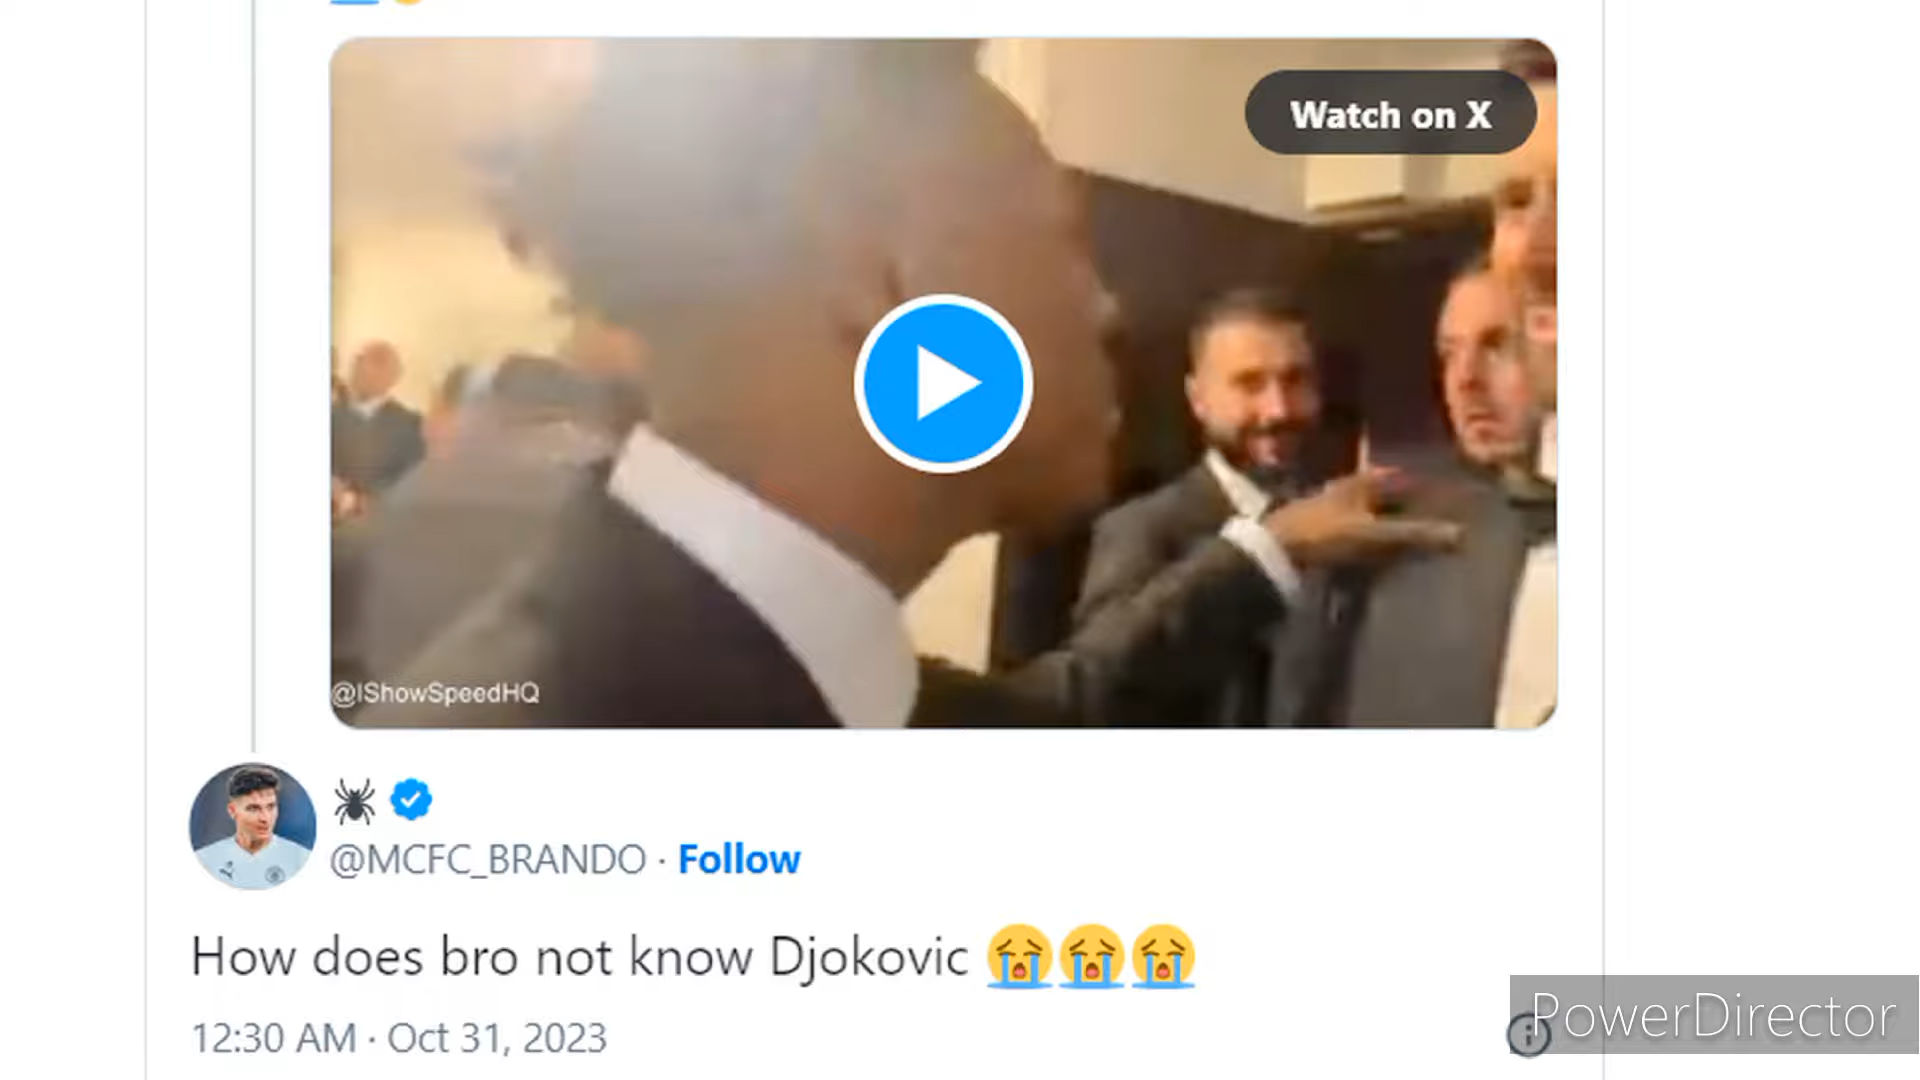 Watch on X
@IShowSpeedHQ
@MCFC_BRANDO · Follow
How does bro not know Djokovic 😭😭😭
12:30 AM · Oct 31, 2023
PowerDirector